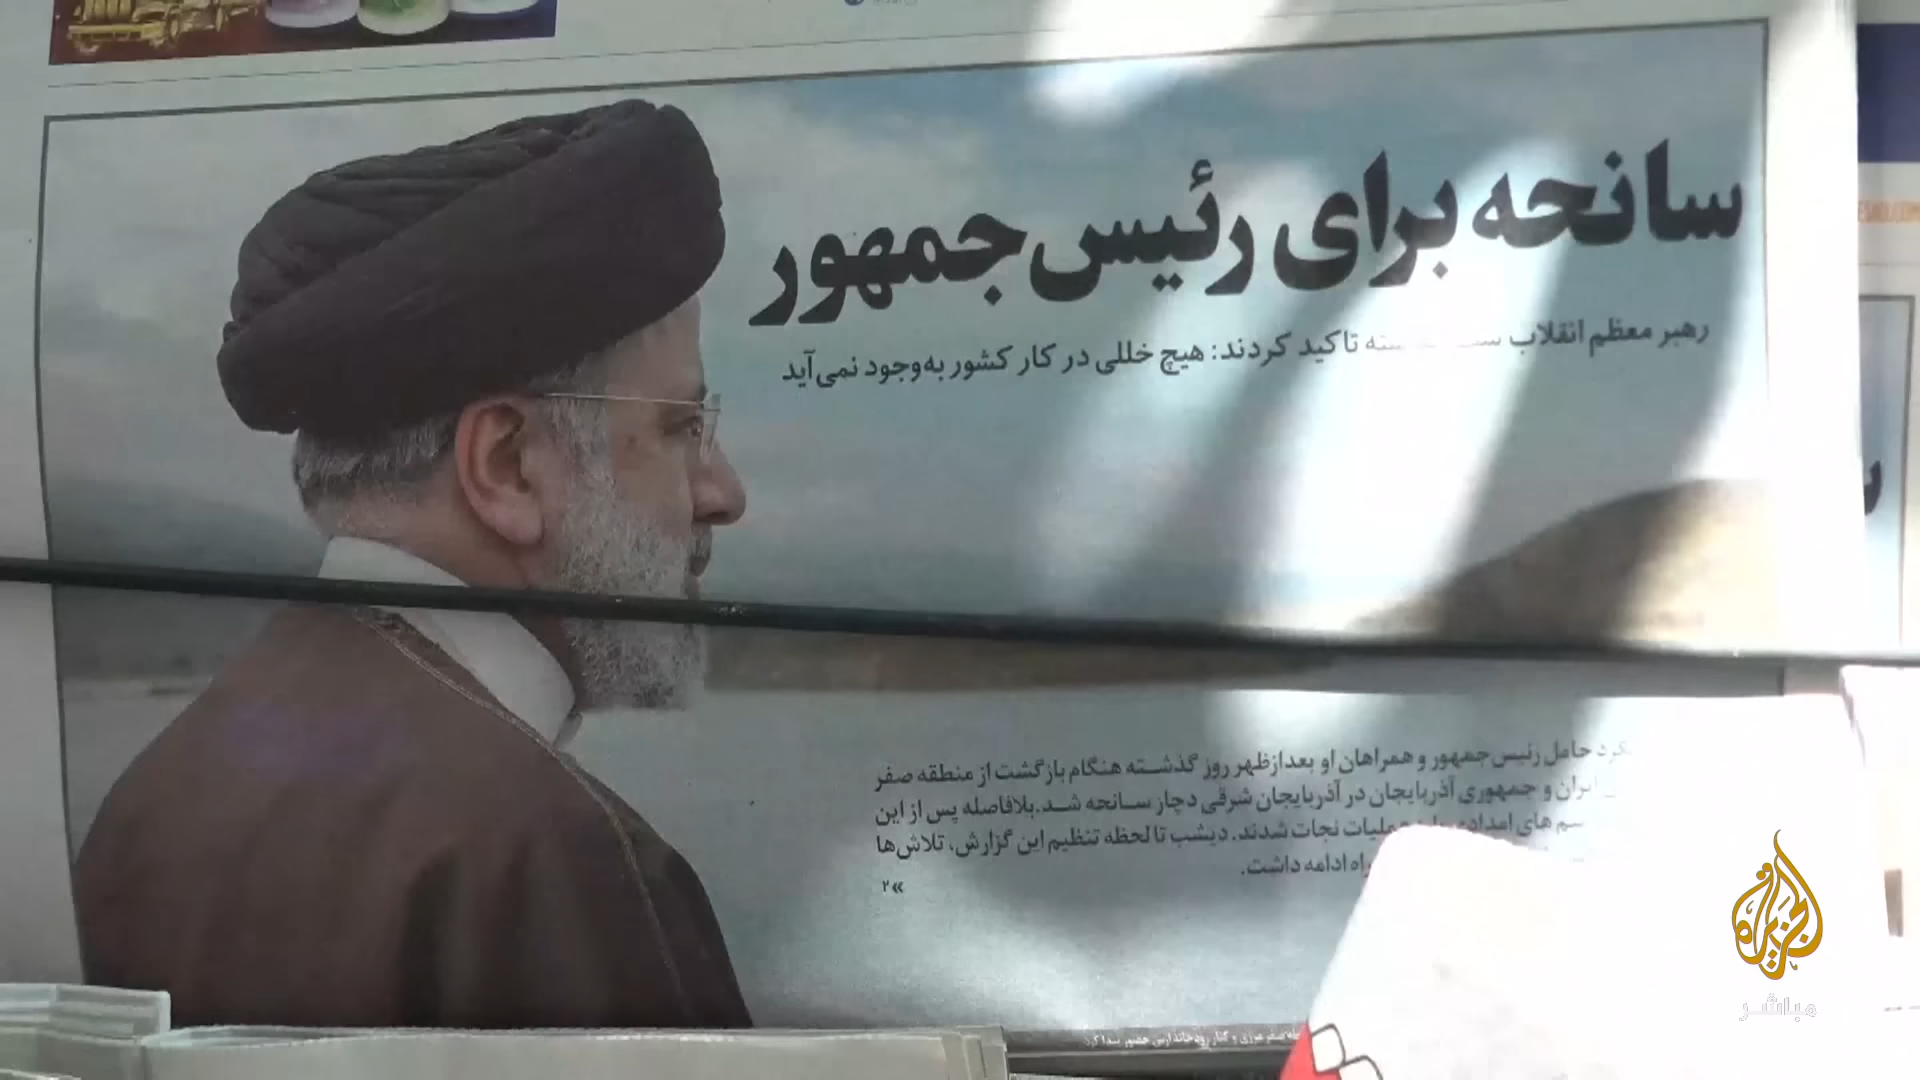 سانحه برای رئیس‌جمهور
رهبر معظم انقلاب تاکید کردند: هیچ خللی در کار کشور به‌وجود نمی‌آید
حامل رئیس‌جمهور و همراهان او بعدازظهر روز گذشته هنگام بازگشت از منطقه صفر
ایران و جمهوری آذربایجان در آذربایجان شرقی دچار سانحه شد.بلافاصله پس از این
های عملیات نجات شدند. دیشب تا لحظه تنظیم این گزارش، تلاش‌ها
ادامه داشت.
»۲
الجزيرة
مباشر